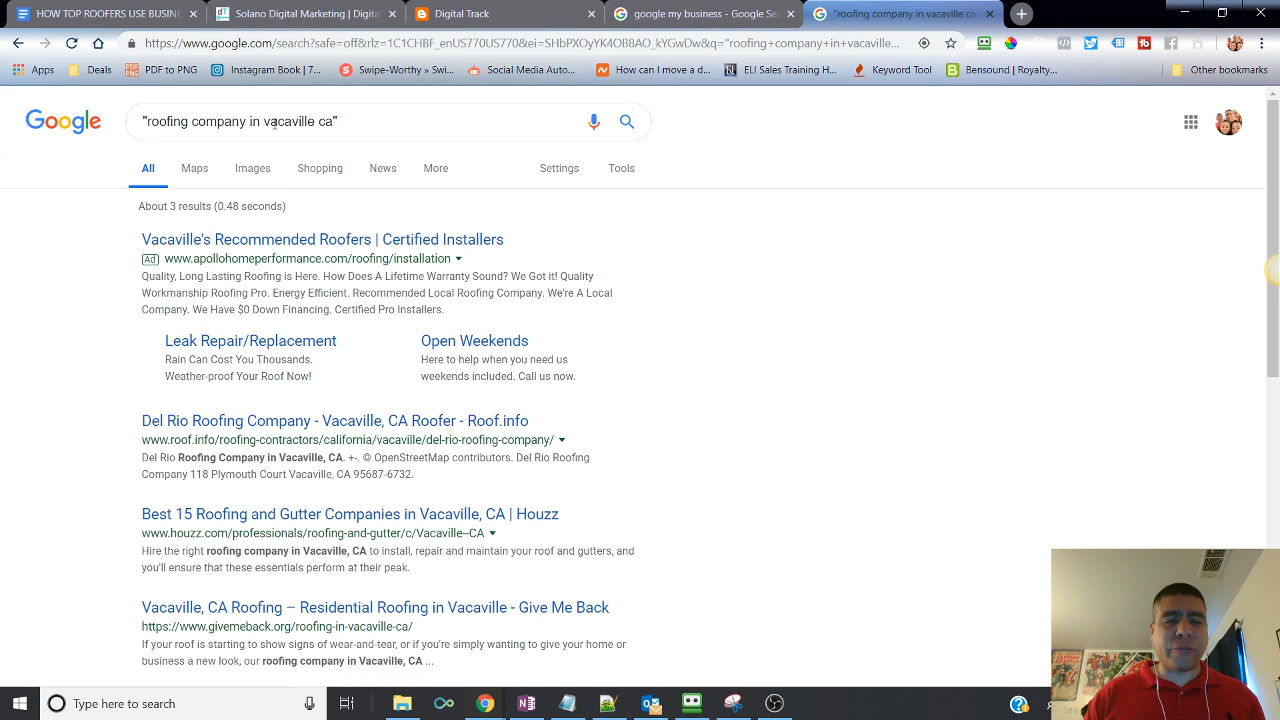 HOW TOP ROOFERS USE BUSIN
Solano Digital Marketing | Digital
Digital Track
google my business - Google Se
"roofing company in vacaville ca"
https://www.google.com/search?safe=off&rlz=1C1CHBF_enUS770US770&ei=SHbPXOyYK4OB8AO_kYGwDw&q="roofing+company+in+vacaville...
Apps
Deals
PDF to PNG
Instagram Book | 7...
Swipe-Worthy » Swi...
Social Media Auto...
How can I move a d...
ELI Sales Training H...
Keyword Tool
Bensound | Royalty...
Other bookmarks
Google
"roofing company in vacaville ca"
All Maps Images Shopping News More Settings Tools
About 3 results (0.48 seconds)
Vacaville's Recommended Roofers | Certified Installers
Ad www.apollohomeperformance.com/roofing/installation
Quality, Long Lasting Roofing is Here. How Does A Lifetime Warranty Sound? We Got it! Quality
Workmanship Roofing Pro. Energy Efficient. Recommended Local Roofing Company. We're A Local
Company. We Have $0 Down Financing. Certified Pro Installers.
Leak Repair/Replacement
Rain Can Cost You Thousands.
Weather-proof Your Roof Now!
Open Weekends
Here to help when you need us
weekends included. Call us now.
Del Rio Roofing Company - Vacaville, CA Roofer - Roof.info
www.roof.info/roofing-contractors/california/vacaville/del-rio-roofing-company/
Del Rio Roofing Company in Vacaville, CA. +-. © OpenStreetMap contributors. Del Rio Roofing
Company 118 Plymouth Court Vacaville, CA 95687-6732.
Best 15 Roofing and Gutter Companies in Vacaville, CA | Houzz
www.houzz.com/professionals/roofing-and-gutter/c/Vacaville--CA
Hire the right roofing company in Vacaville, CA to install, repair and maintain your roof and gutters, and
you'll ensure that these essentials perform at their peak.
Vacaville, CA Roofing – Residential Roofing in Vacaville - Give Me Back
https://www.givemeback.org/roofing-in-vacaville-ca/
If your roof is starting to show signs of wear-and-tear, or if you're simply wanting to give your home or
business a new look, our roofing company in Vacaville, CA ...
Type here to search